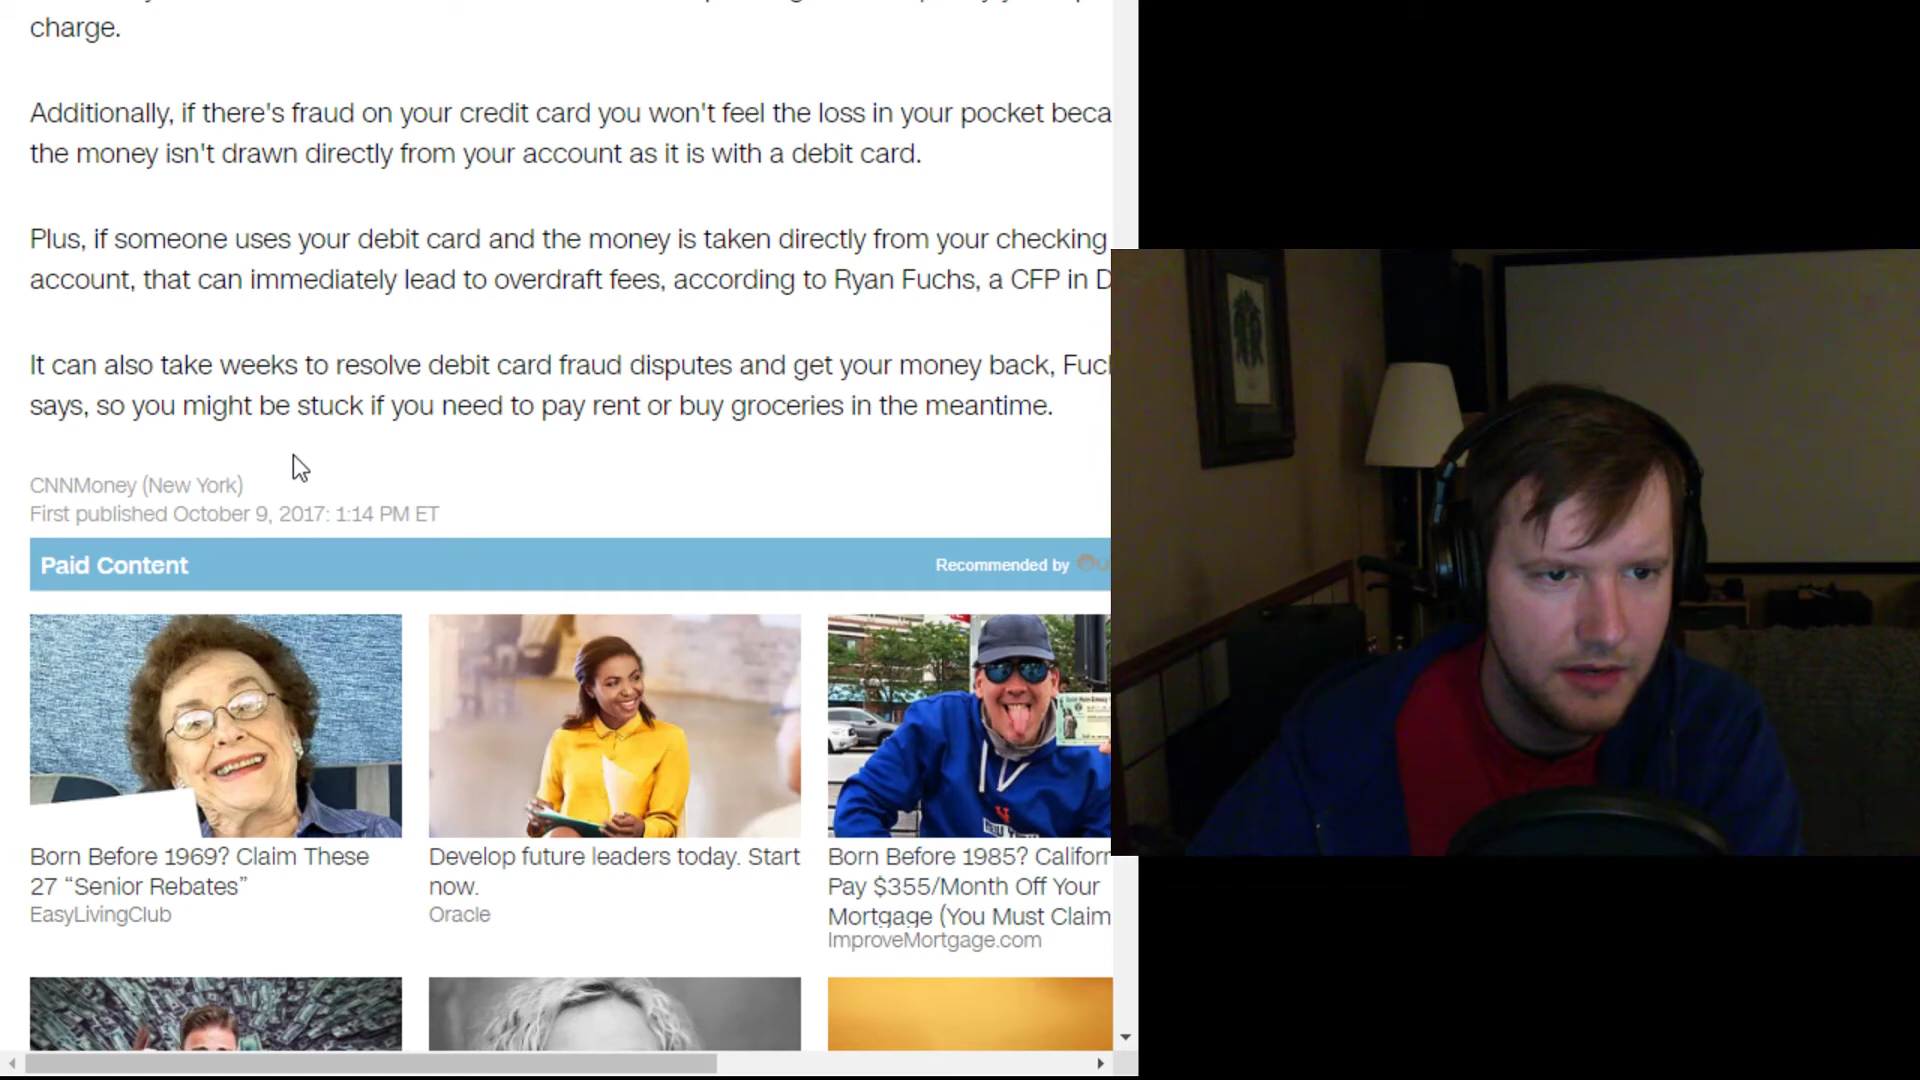 charge.
Additionally, if there's fraud on your credit card you won't feel the loss in your pocket beca
the money isn't drawn directly from your account as it is with a debit card.
Plus, if someone uses your debit card and the money is taken directly from your checking
account, that can immediately lead to overdraft fees, according to Ryan Fuchs, a CFP in D
It can also take weeks to resolve debit card fraud disputes and get your money back, Fuc
says, so you might be stuck if you need to pay rent or buy groceries in the meantime.
CNNMoney (New York)
First published October 9, 2017: 1:14 PM ET
Paid Content
Recommended by
Born Before 1969? Claim These
27 “Senior Rebates”
EasyLivingClub
Develop future leaders today. Start
now.
Oracle
Born Before 1985? Californ
Pay $355/Month Off Your
Mortgage (You Must Claim
ImproveMortgage.com